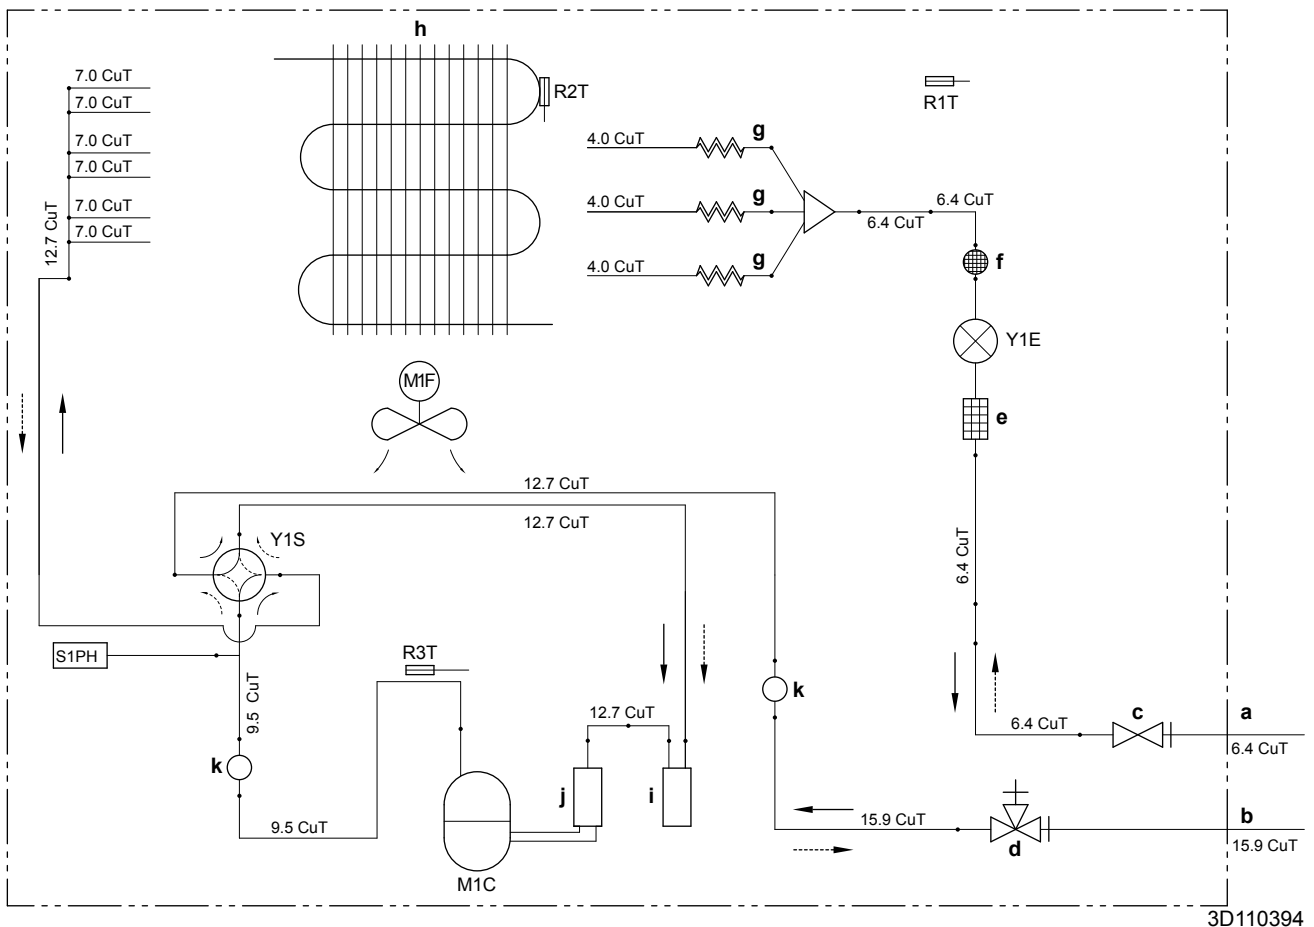 h
7.0 CuT
7.0 CuT
7.0 CuT
7.0 CuT
7.0 CuT
7.0 CuT
12.7 CuT
R2T
R1T
4.0 CuT
g
4.0 CuT
g
4.0 CuT
g
6.4 CuT
6.4 CuT
f
Y1E
e
M1F
12.7 CuT
12.7 CuT
Y1S
6.4 CuT
S1PH
R3T
9.5 CuT
k
k
12.7 CuT
6.4 CuT
c
a
6.4 CuT
j
i
9.5 CuT
15.9 CuT
d
b
15.9 CuT
M1C
3D110394